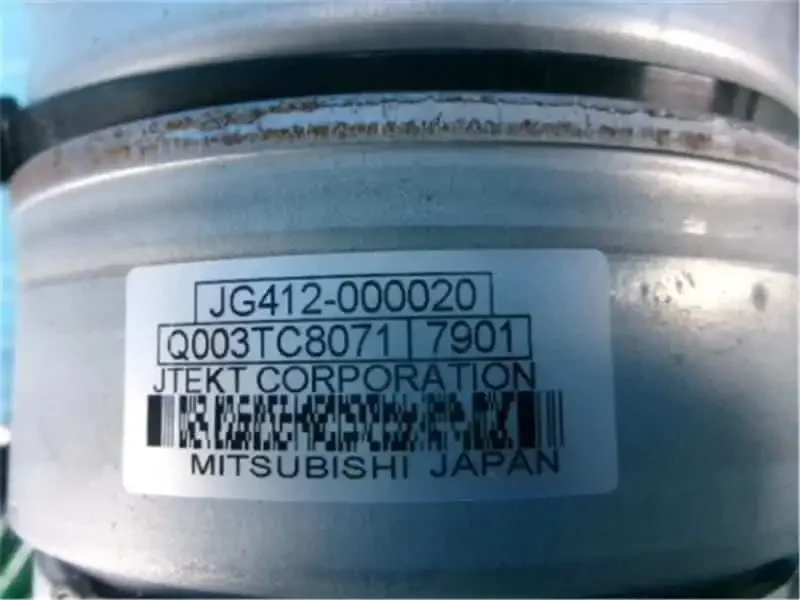 JG412-000020
Q003TC8071 7901
JTEKT CORPORATION
MITSUBISHI JAPAN